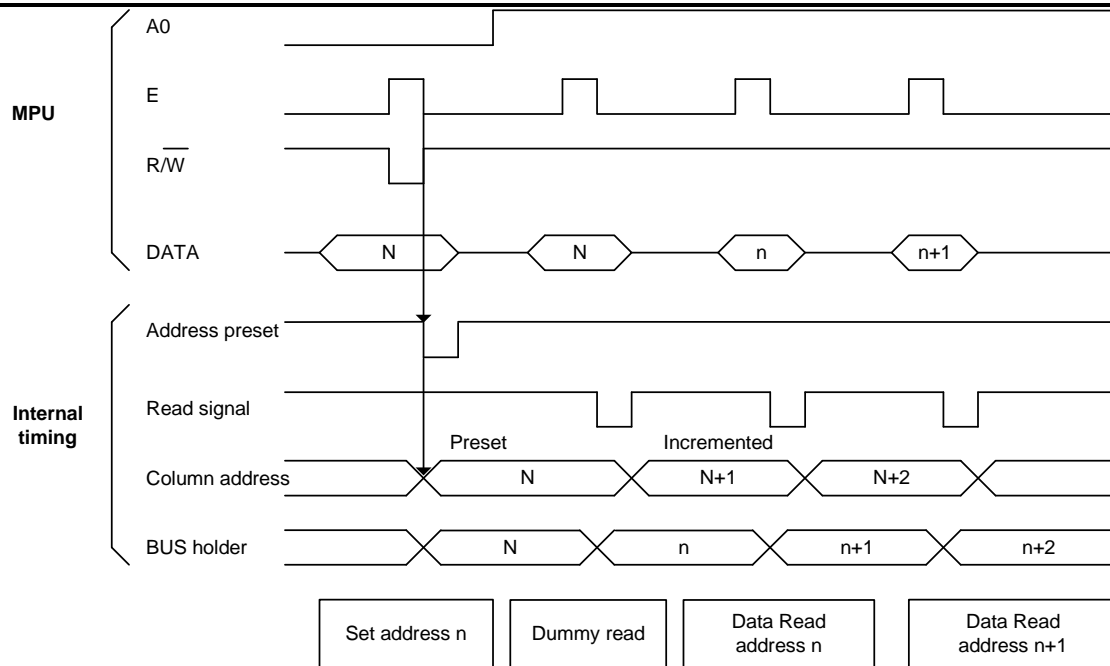 A0
E
MPU
R/W
DATA N N n n+1
Address preset
Read signal
Internal
timing
Preset Incremented
Column address N N+1 N+2
BUS holder N n n+1 n+2
Set address n
Dummy read
Data Read
address n
Data Read
address n+1